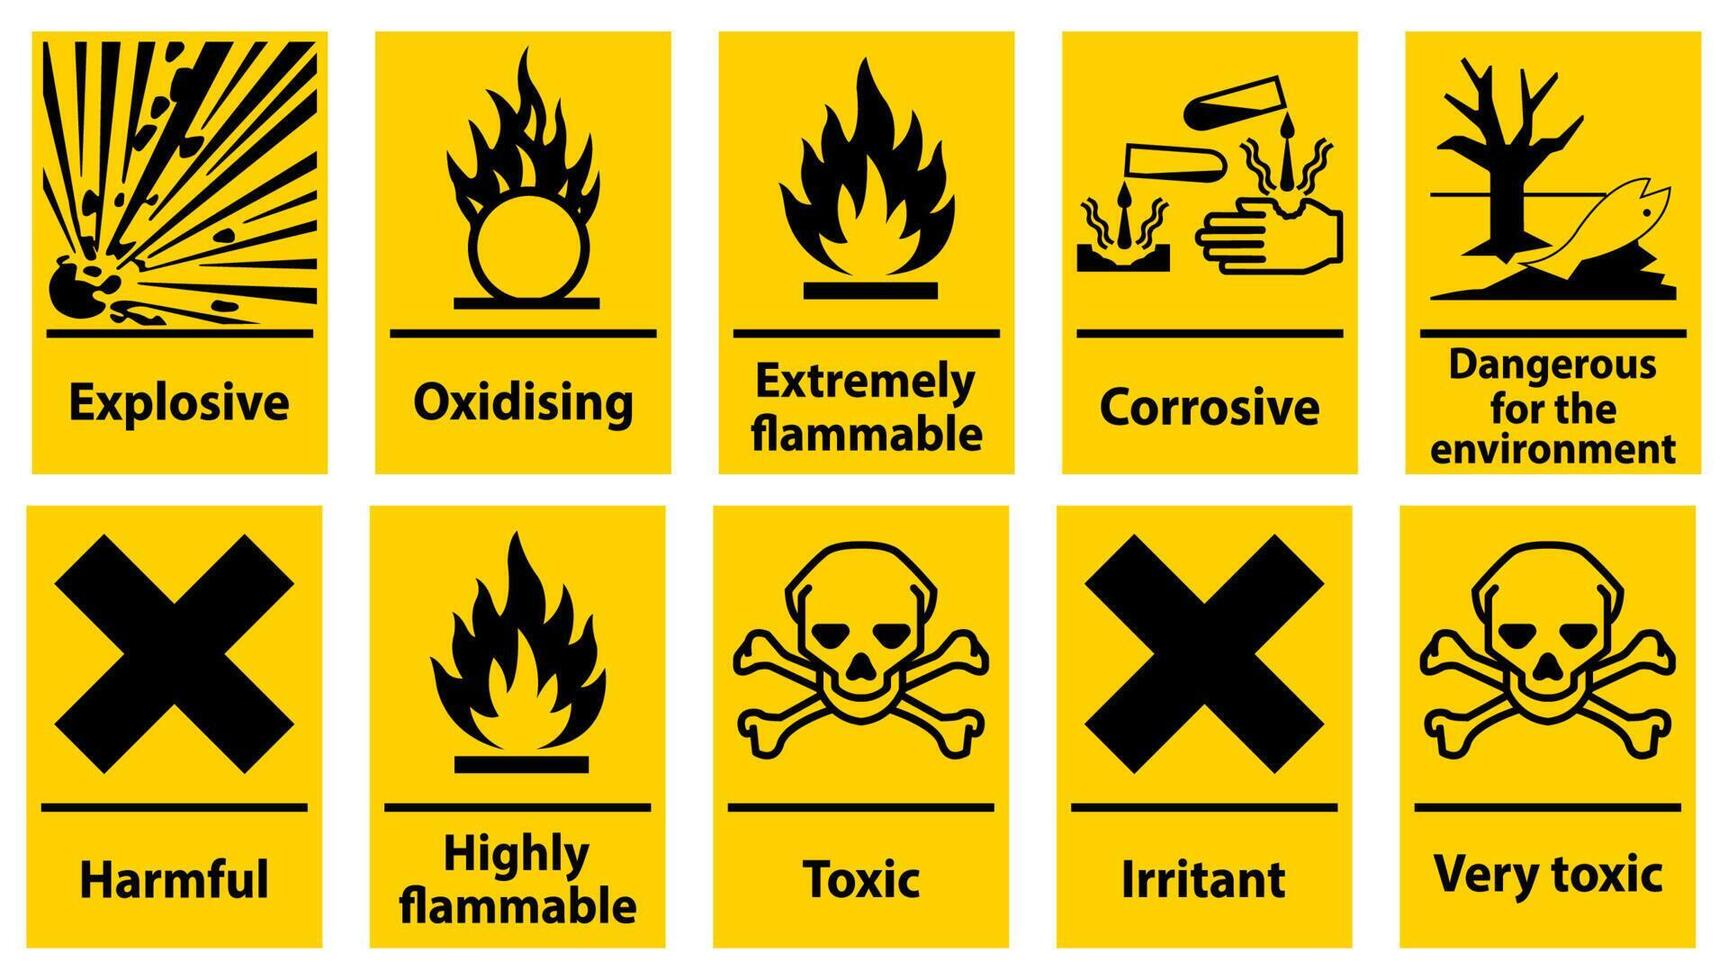 Explosive
Oxidising
Extremely
flammable
Corrosive
Dangerous
for the
environment
Harmful
Highly
flammable
Toxic
Irritant
Very toxic